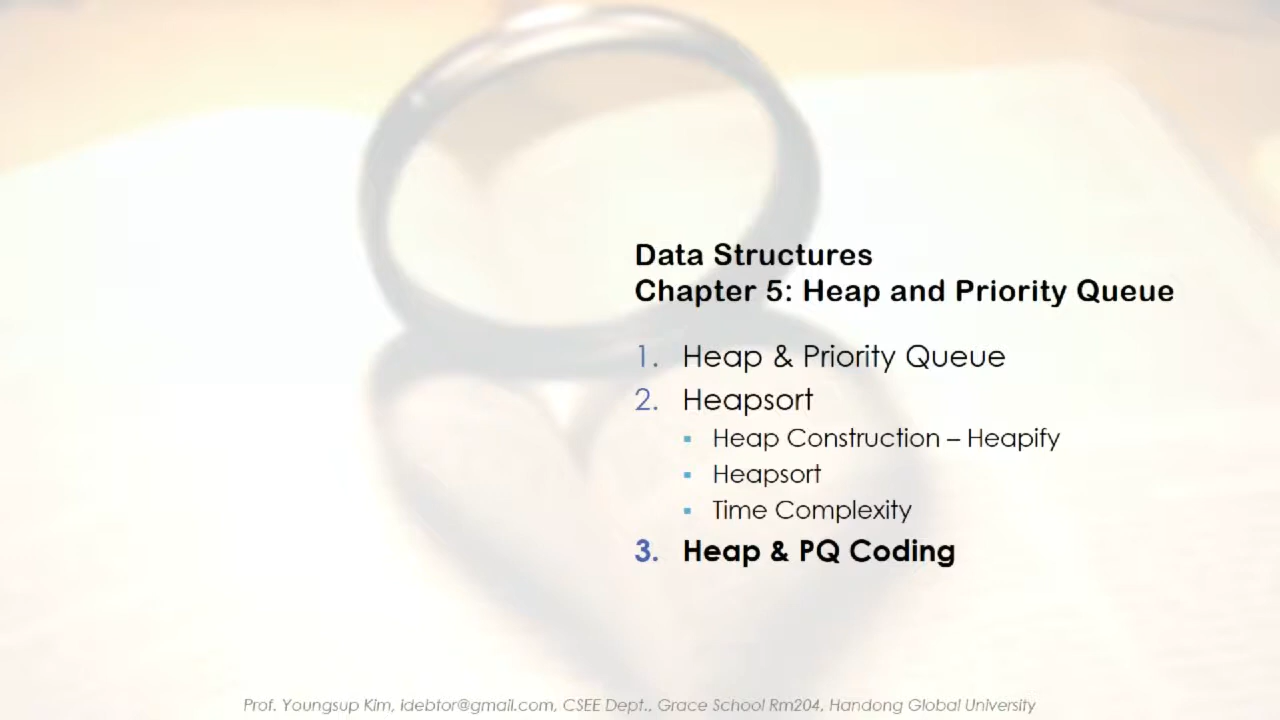 Data Structures
Chapter 5: Heap and Priority Queue
1. Heap & Priority Queue
2. Heapsort
▪ Heap Construction – Heapify
▪ Heapsort
▪ Time Complexity
3. Heap & PQ Coding
Prof. Youngsup Kim, idebtor@gmail.com, CSEE Dept., Grace School Rm204, Handong Global University